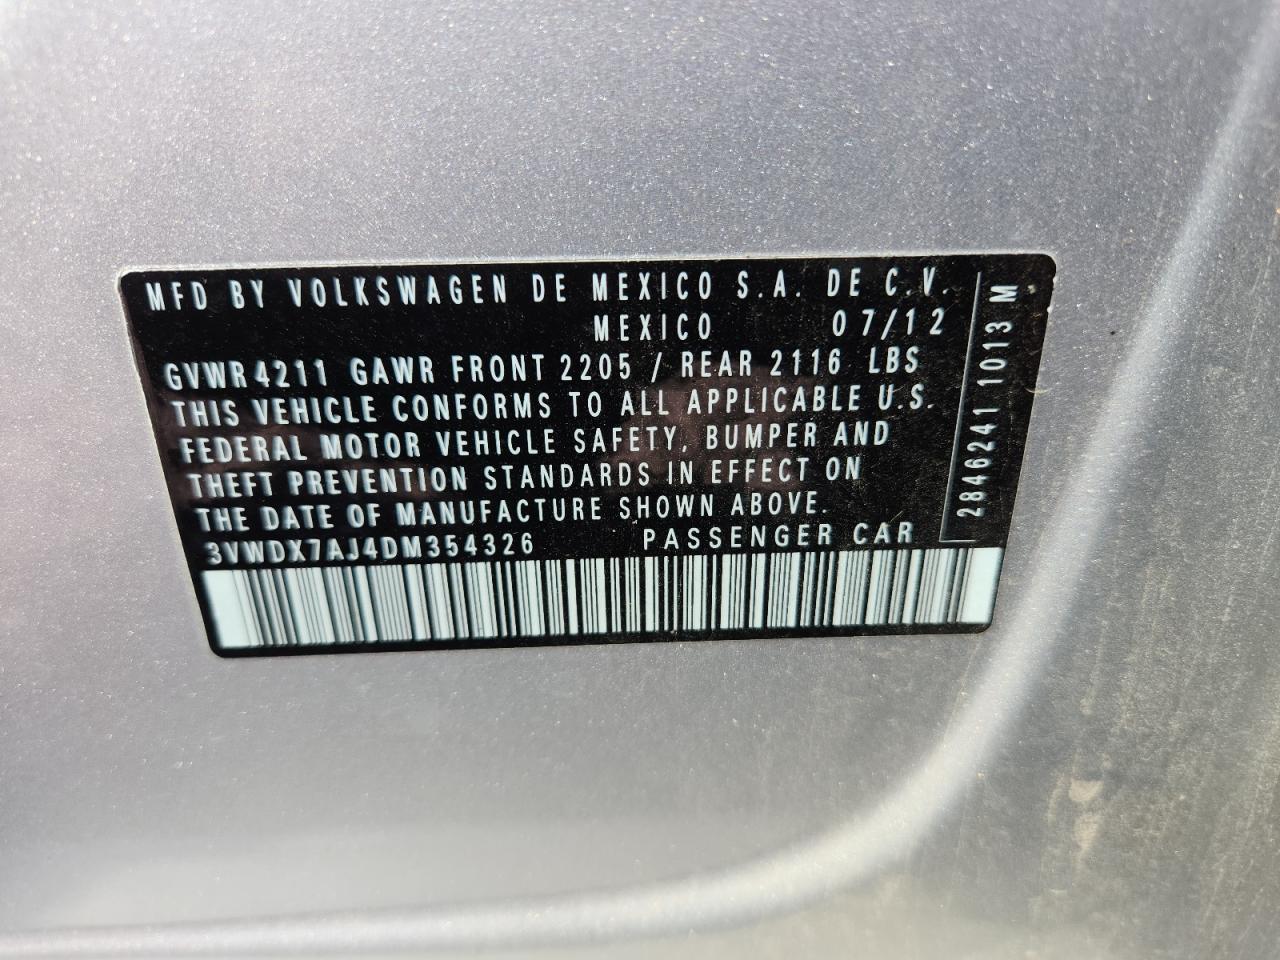 MFD BY VOLKSWAGEN DE MEXICO S.A. DE C.V.
MEXICO 07/12
GVWR 4211 GAWR FRONT 2205 / REAR 2116 LBS
THIS VEHICLE CONFORMS TO ALL APPLICABLE U.S.
FEDERAL MOTOR VEHICLE SAFETY, BUMPER AND
THEFT PREVENTION STANDARDS IN EFFECT ON
THE DATE OF MANUFACTURE SHOWN ABOVE.
3VWDX7AJ4DM354326 PASSENGER CAR
2846241 1013 M